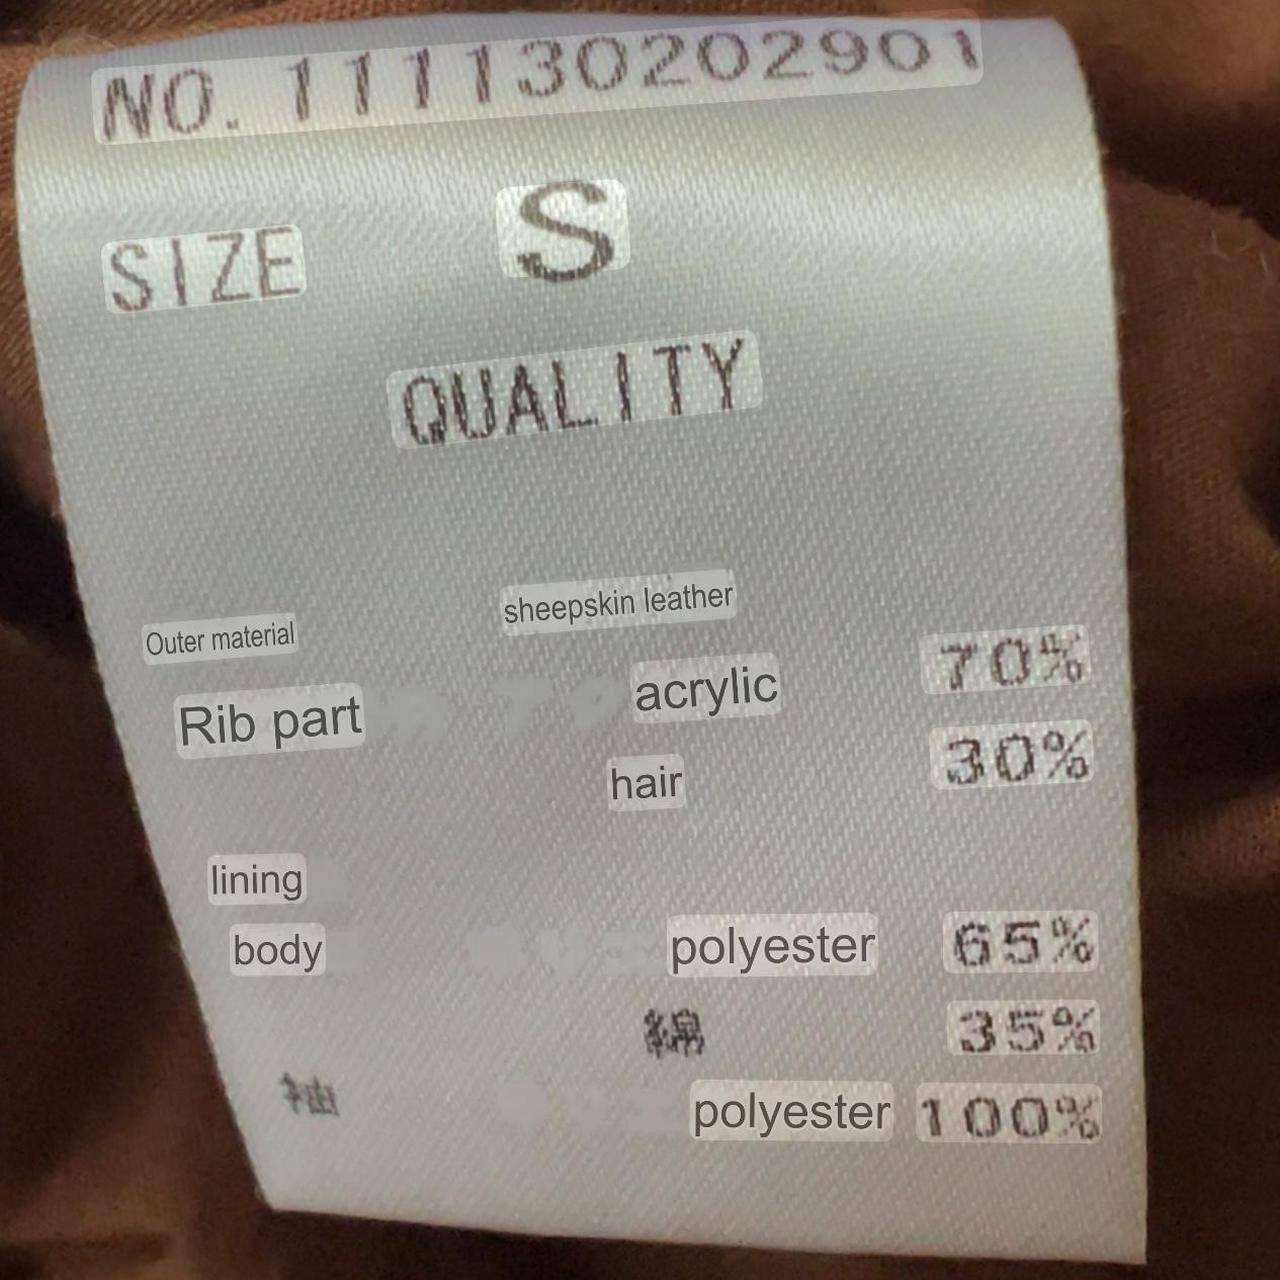 NO. 111130202901
SIZE S
QUALITY
Outer material sheepskin leather
Rib part acrylic 70%
hair 30%
lining
body polyester 65%
綿 35%
袖 polyester 100%